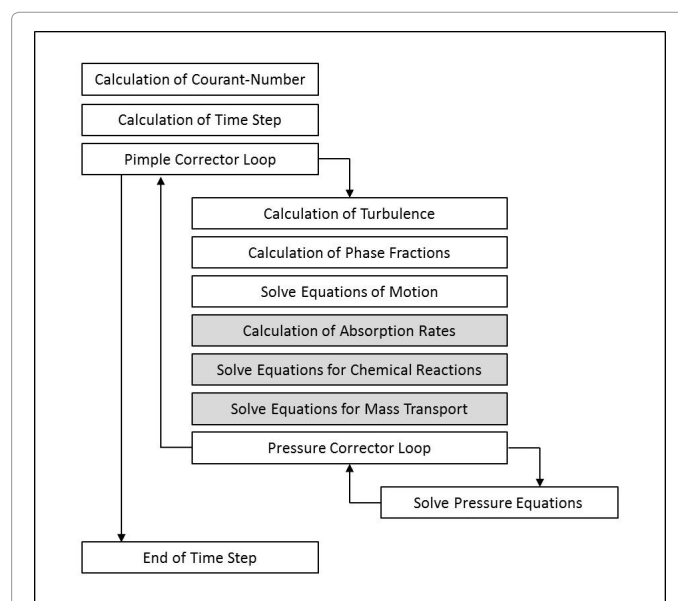 Calculation of Courant-Number
Calculation of Time Step
Pimple Corrector Loop
Calculation of Turbulence
Calculation of Phase Fractions
Solve Equations of Motion
Calculation of Absorption Rates
Solve Equations for Chemical Reactions
Solve Equations for Mass Transport
Pressure Corrector Loop
Solve Pressure Equations
End of Time Step